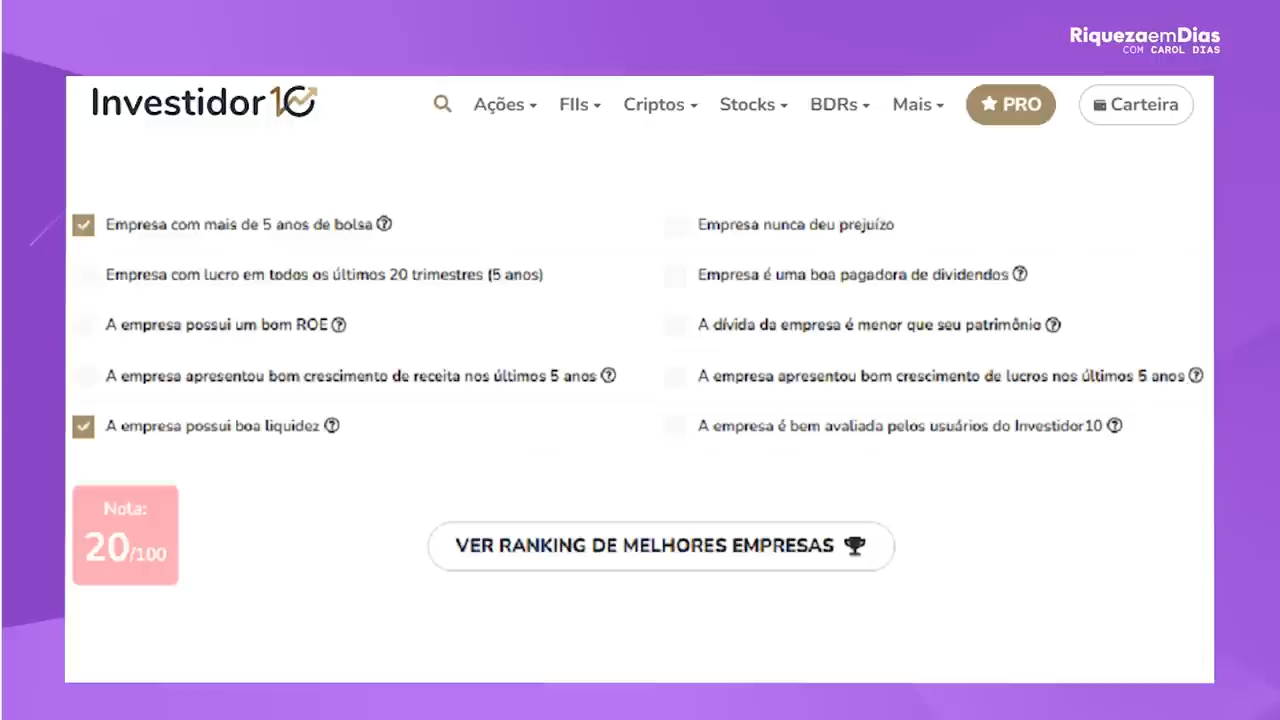 RiquezaemDias
COM CAROL DIAS
Investidor10
Ações
FIIs
Criptos
Stocks
BDRs
Mais
PRO
Carteira
Empresa com mais de 5 anos de bolsa
Empresa nunca deu prejuízo
Empresa com lucro em todos os últimos 20 trimestres (5 anos)
Empresa é uma boa pagadora de dividendos
A empresa possui um bom ROE
A dívida da empresa é menor que seu patrimônio
A empresa apresentou bom crescimento de receita nos últimos 5 anos
A empresa apresentou bom crescimento de lucros nos últimos 5 anos
A empresa possui boa liquidez
A empresa é bem avaliada pelos usuários do Investidor10
Nota:
20/100
VER RANKING DE MELHORES EMPRESAS